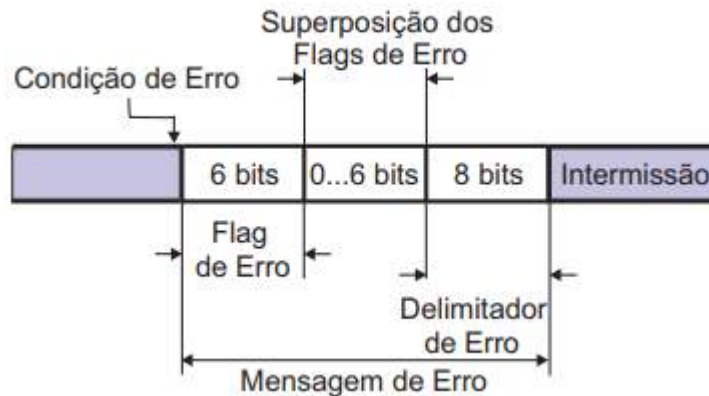 Superposição dos
Flags de Erro
Condição de Erro
6 bits
0...6 bits
8 bits
Intermissão
Flag
de Erro
Delimitador
de Erro
Mensagem de Erro